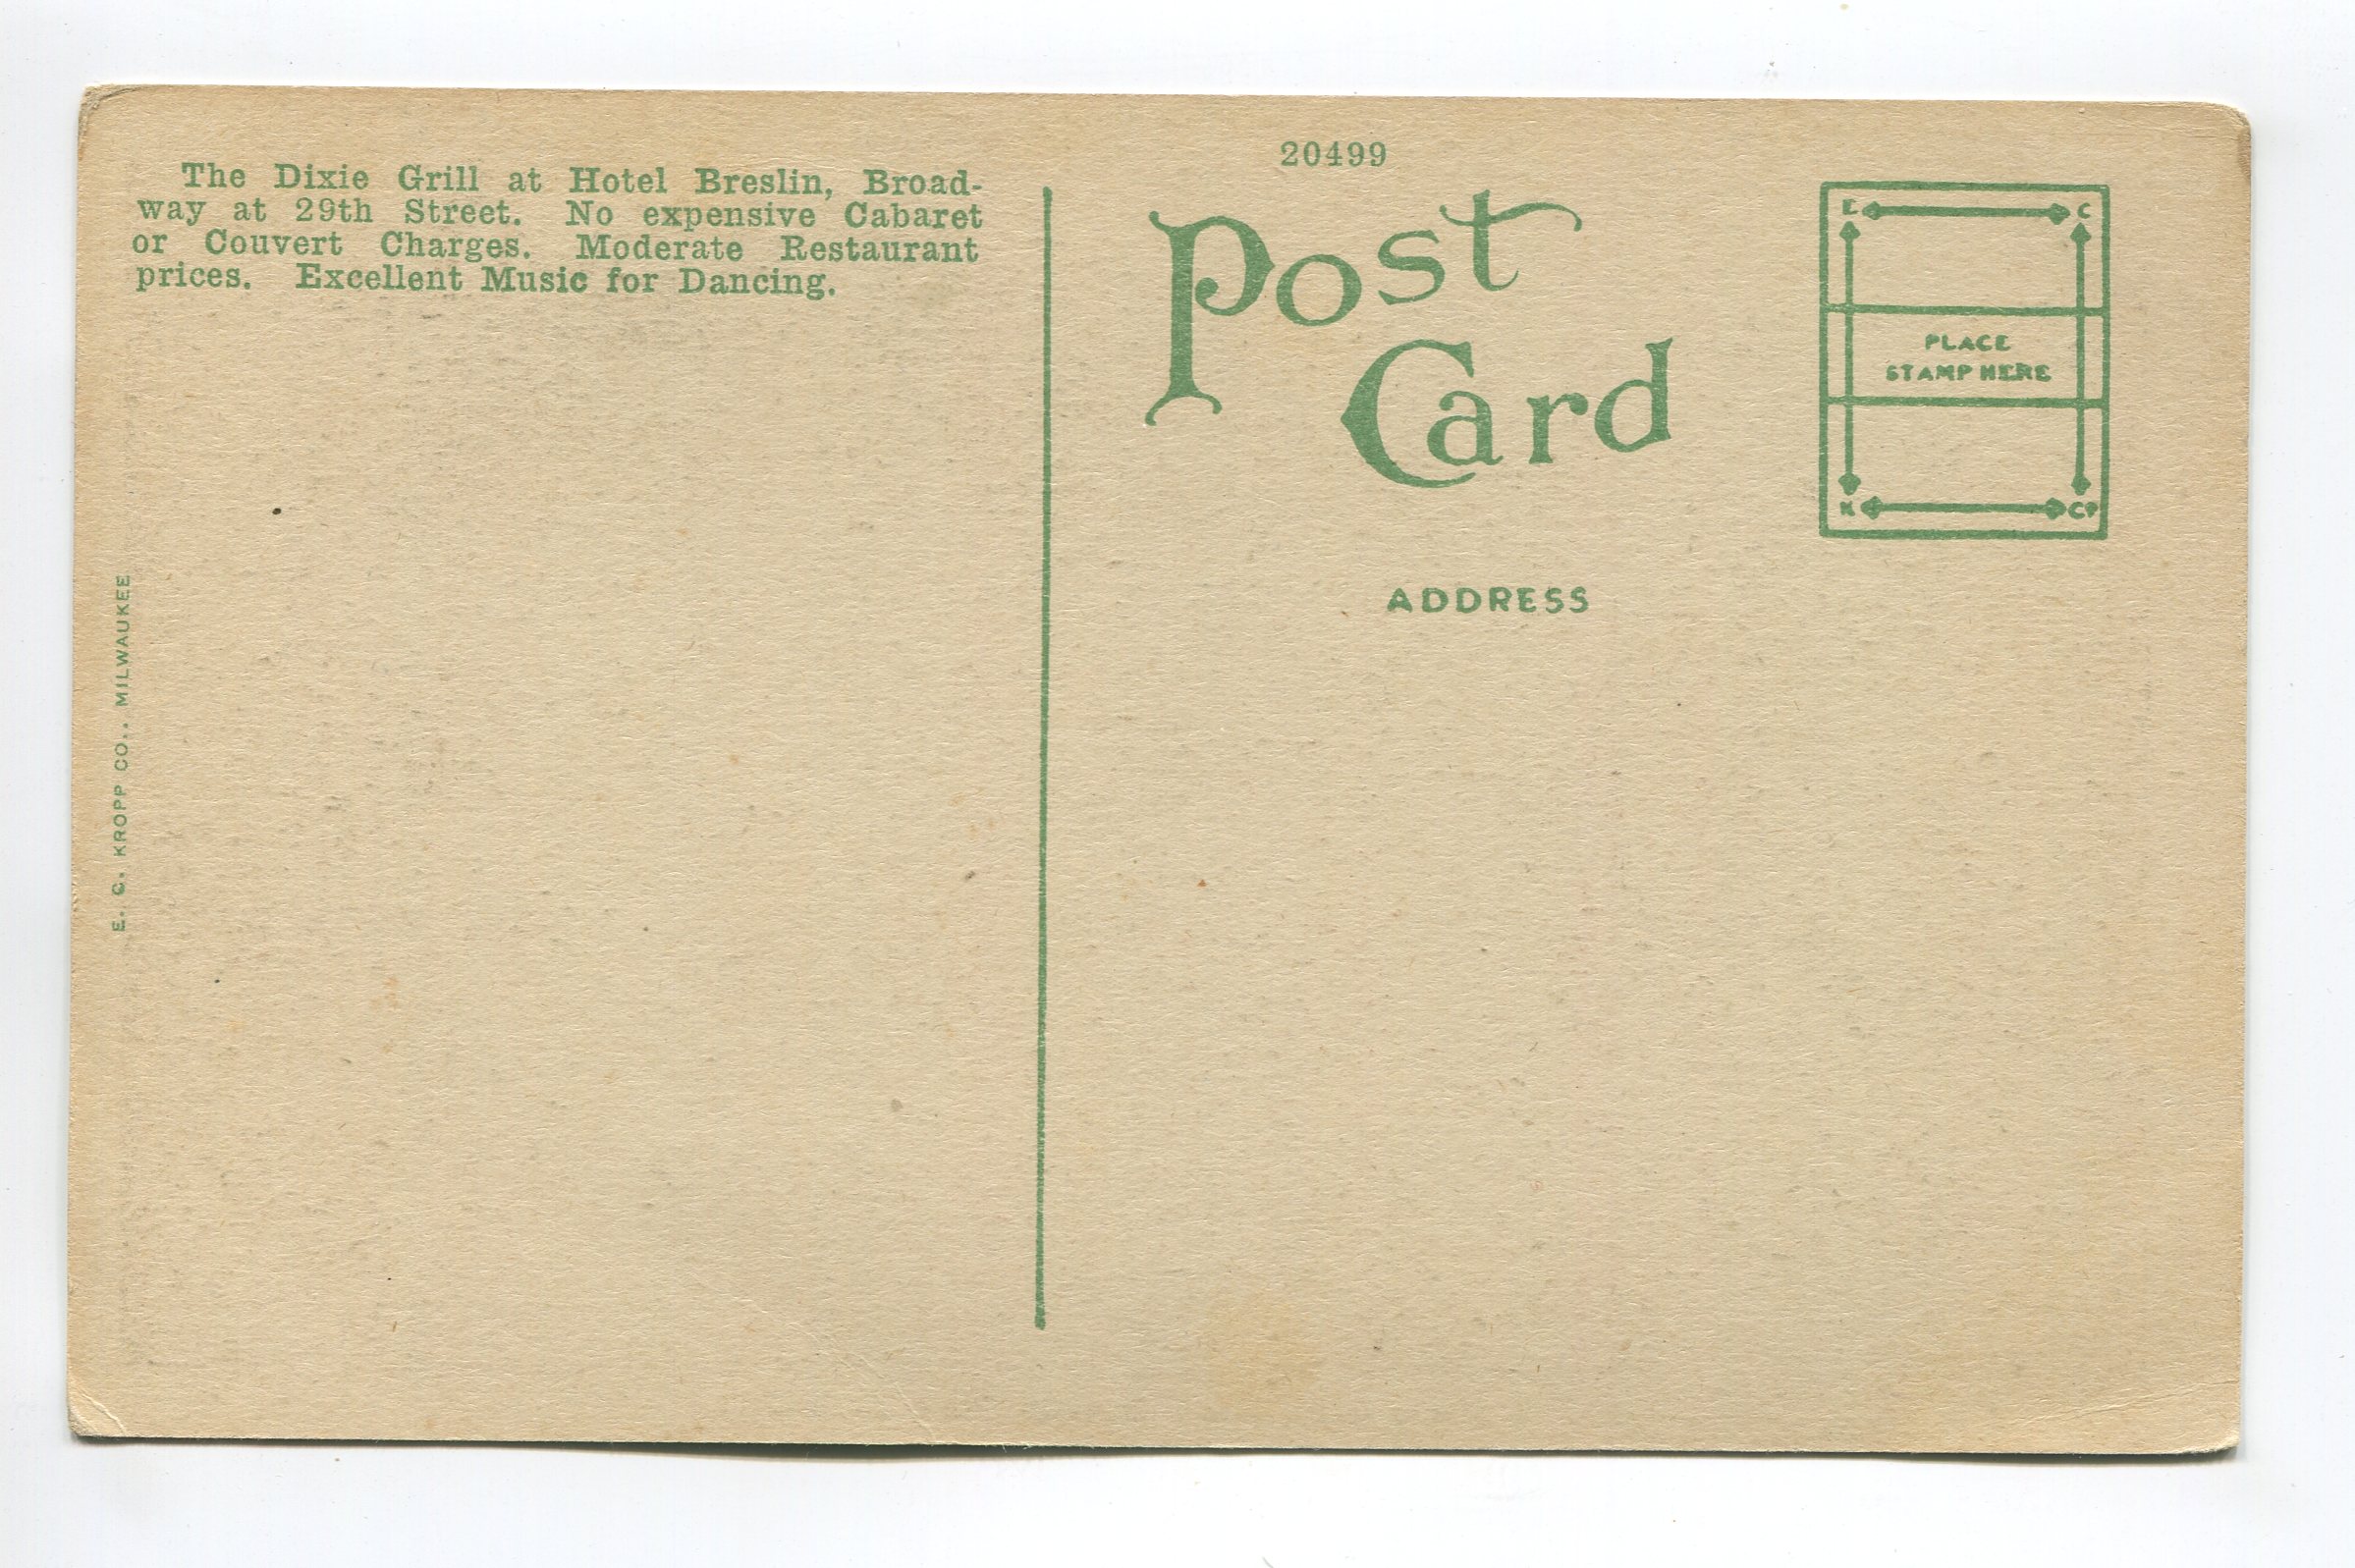 The Dixie Grill at Hotel Breslin, Broad-
way at 29th Street. No expensive Cabaret
or Couvert Charges. Moderate Restaurant
prices. Excellent Music for Dancing.
E. C. KROPP CO., MILWAUKEE
20499
Post
Card
E C
PLACE
STAMP HERE
K Co
ADDRESS